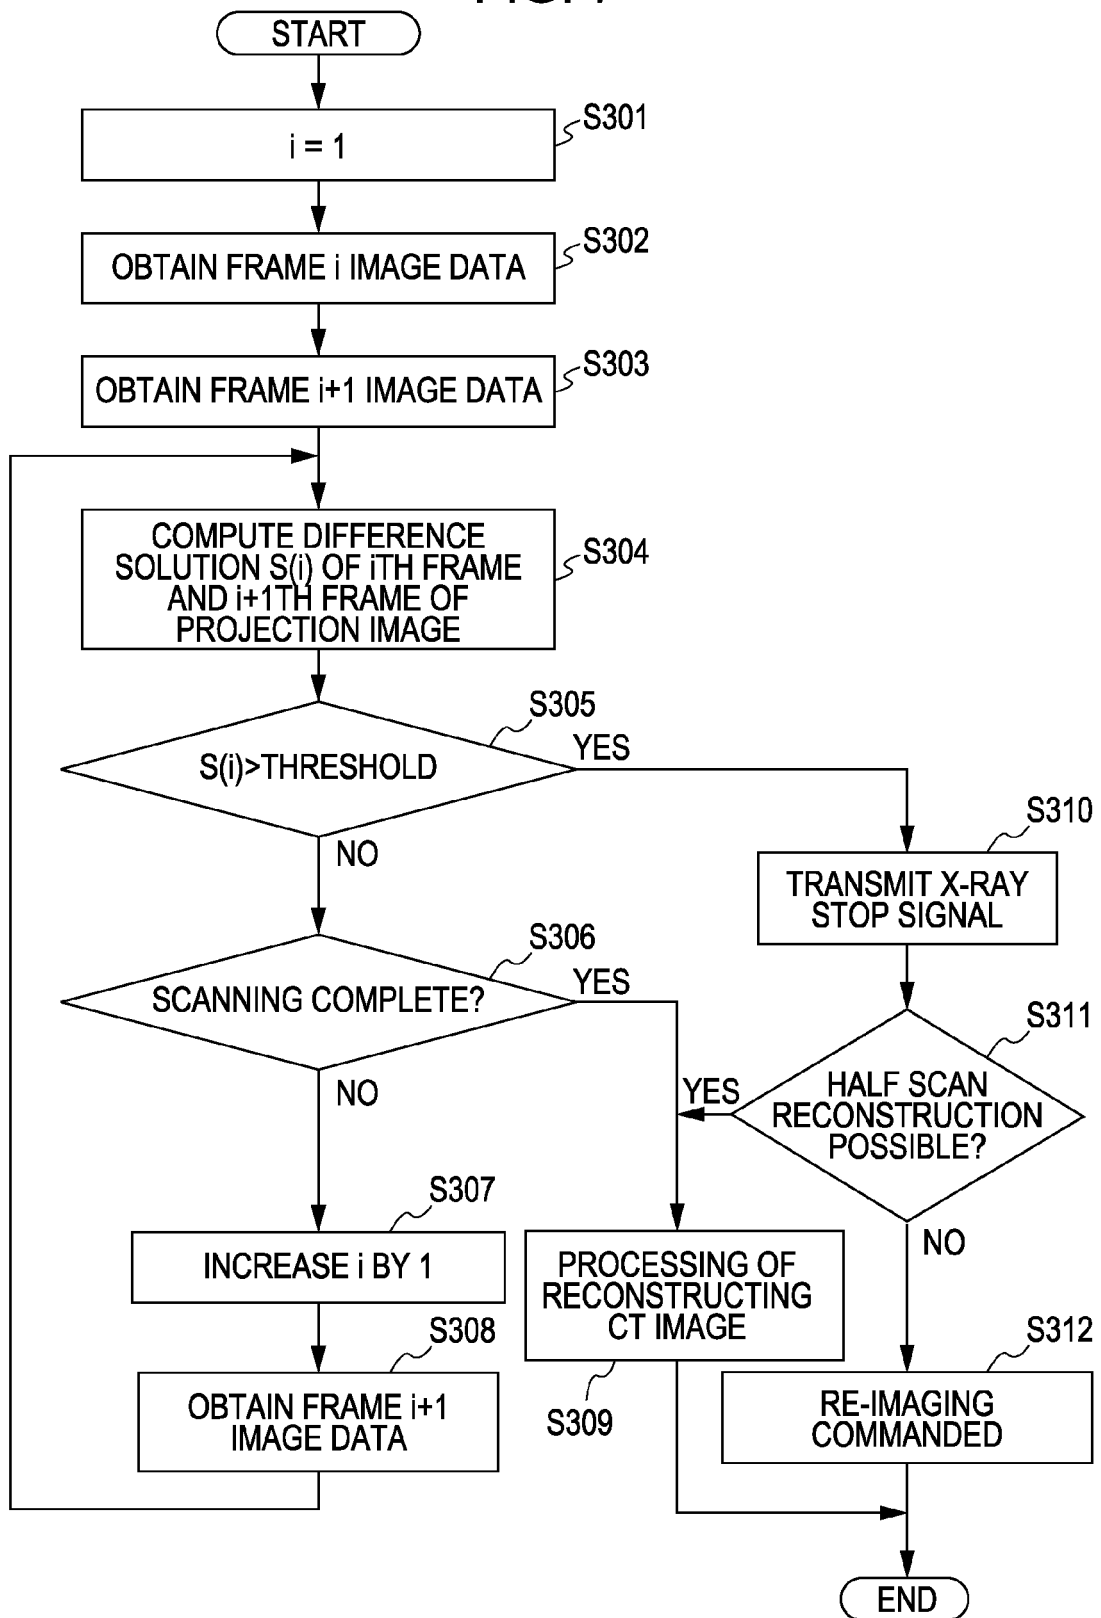 START
S301
i = 1
S302
OBTAIN FRAME i IMAGE DATA
S303
OBTAIN FRAME i+1 IMAGE DATA
COMPUTE DIFFERENCE
SOLUTION S(i) OF iTH FRAME
AND i+1TH FRAME OF
PROJECTION IMAGE
S304
S305
S(i)>THRESHOLD
YES
NO
S310
TRANSMIT X-RAY
STOP SIGNAL
S306
SCANNING COMPLETE?
YES
NO
S311
HALF SCAN
RECONSTRUCTION
POSSIBLE?
YES
NO
S307
INCREASE i BY 1
S308
OBTAIN FRAME i+1
IMAGE DATA
PROCESSING OF
RECONSTRUCTING
CT IMAGE
S309
S312
RE-IMAGING
COMMANDED
END